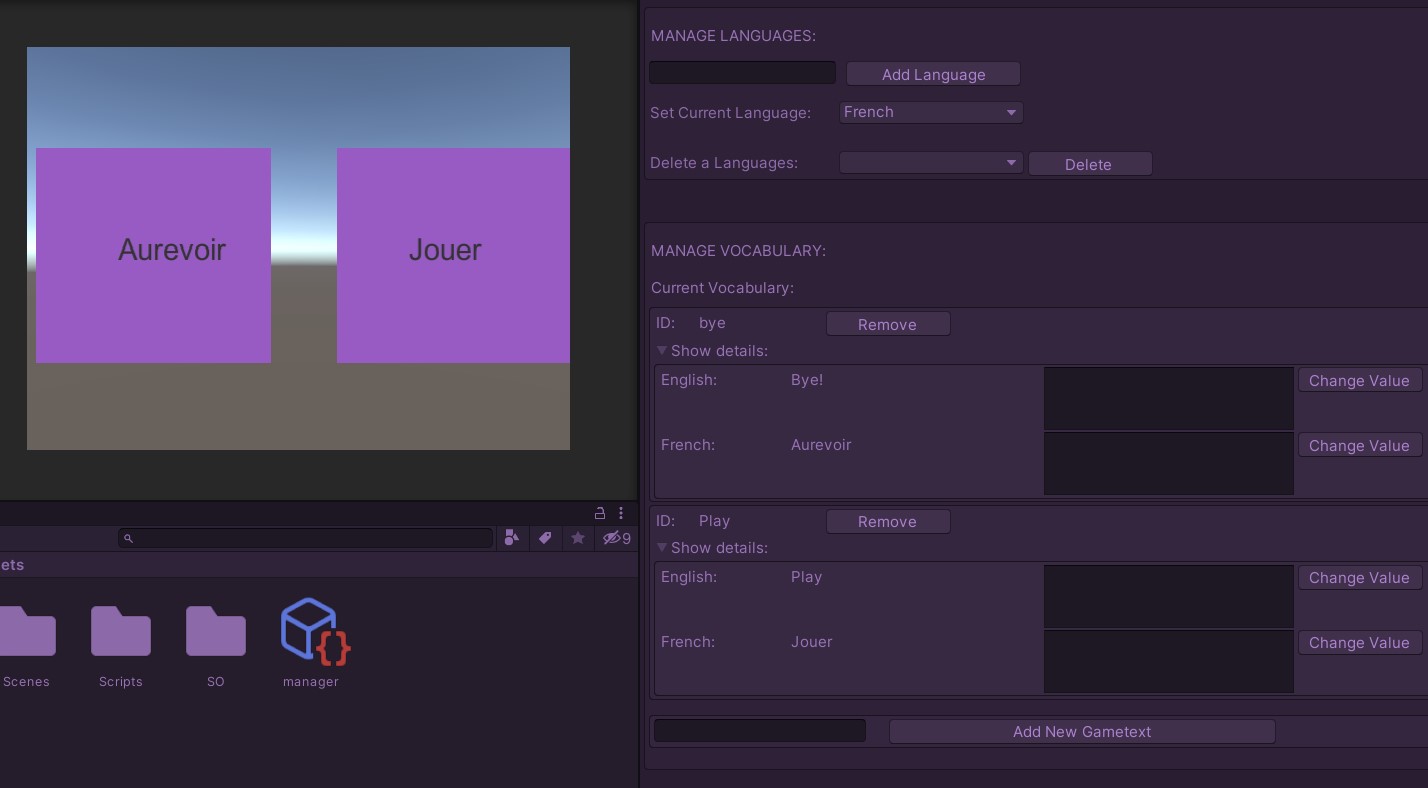 Aurevoir
Jouer
ets
9
Scenes
Scripts
SO
{}
manager
MANAGE LANGUAGES:
Add Language
Set Current Language: French
Delete a Languages: Delete
MANAGE VOCABULARY:
Current Vocabulary:
ID: bye Remove
Show details:
English: Bye! Change Value
French: Aurevoir Change Value
ID: Play Remove
Show details:
English: Play Change Value
French: Jouer Change Value
Add New Gametext